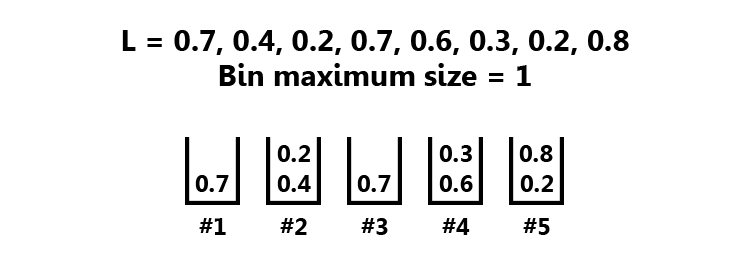 L = 0.7, 0.4, 0.2, 0.7, 0.6, 0.3, 0.2, 0.8
Bin maximum size = 1
0.2 0.3 0.8
0.7 0.4 0.7 0.6 0.2
#1 #2 #3 #4 #5